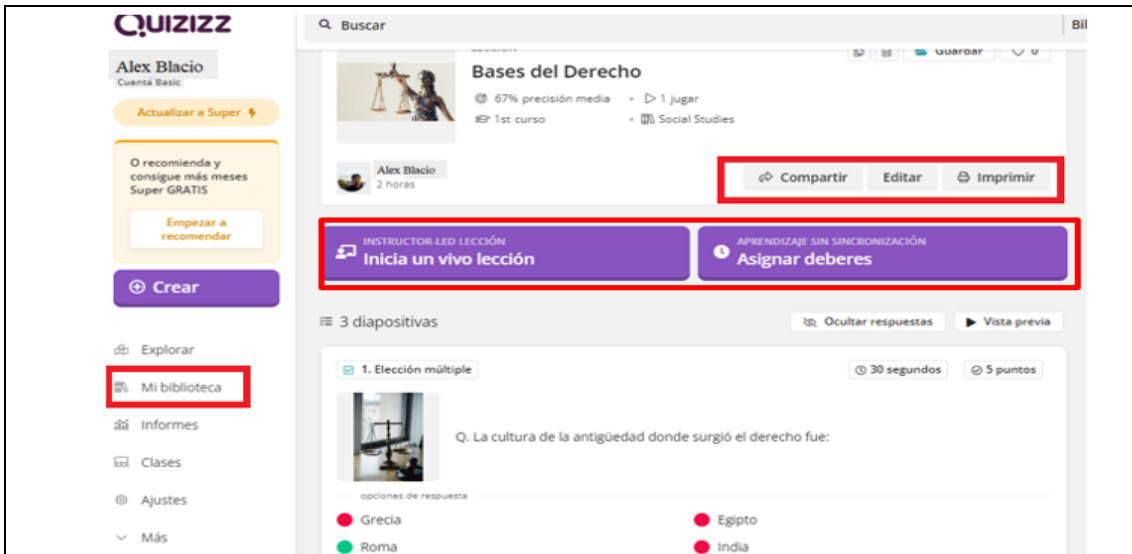 QUIZIZZ
Buscar
Alex Blacio
Cuenta Basic
Actualizar a Super
O recomienda y
consigue más meses
Super GRATIS
Empezar a
recomendar
Crear
Explorar
Mi biblioteca
Informes
Clases
Ajustes
Más
LECCIÓN
Guardar
0
Bases del Derecho
67% precisión media • 1 jugar
1st curso • Social Studies
Alex Blacio
2 horas
Compartir Editar Imprimir
INSTRUCTOR-LED LECCIÓN
Inicia un vivo lección
APRENDIZAJE SIN SINCRONIZACIÓN
Asignar deberes
3 diapositivas
Ocultar respuestas
Vista previa
1. Elección múltiple
30 segundos
5 puntos
Q. La cultura de la antigüedad donde surgió el derecho fue:
opciones de respuesta
Grecia
Egipto
Roma
India